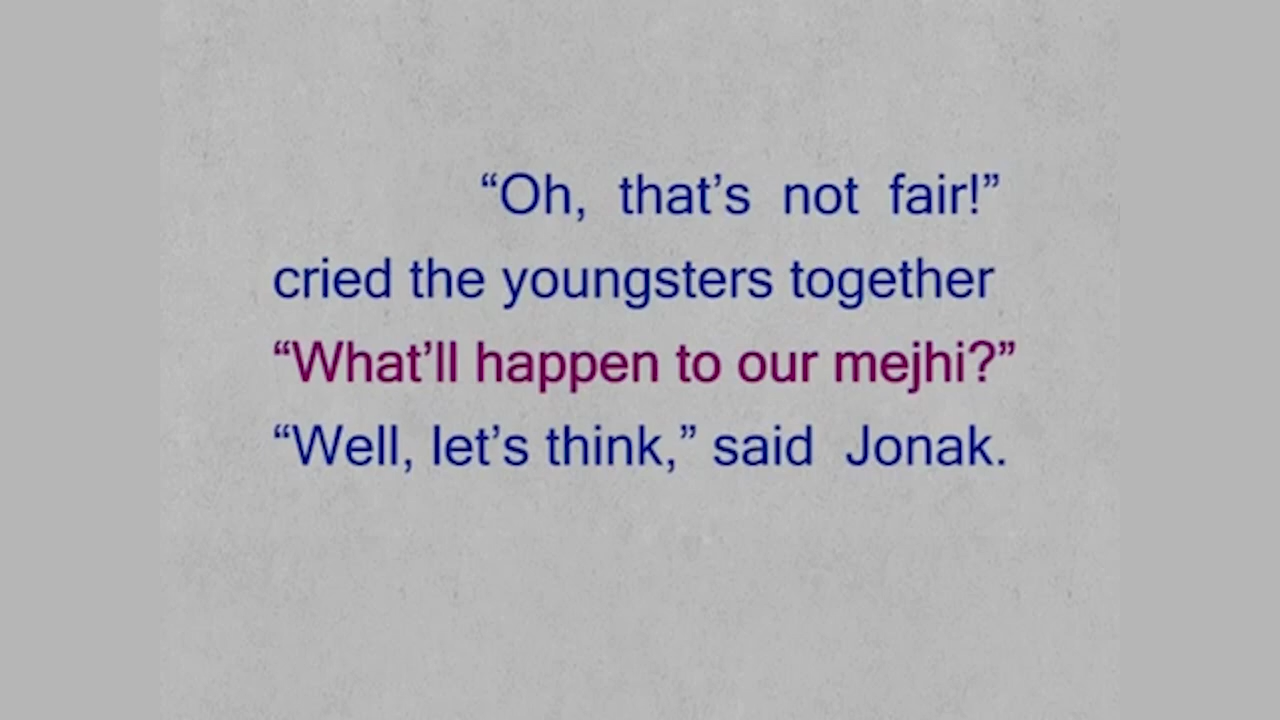 “Oh, that’s not fair!”
cried the youngsters together
“What’ll happen to our mejhi?”
“Well, let’s think,” said Jonak.